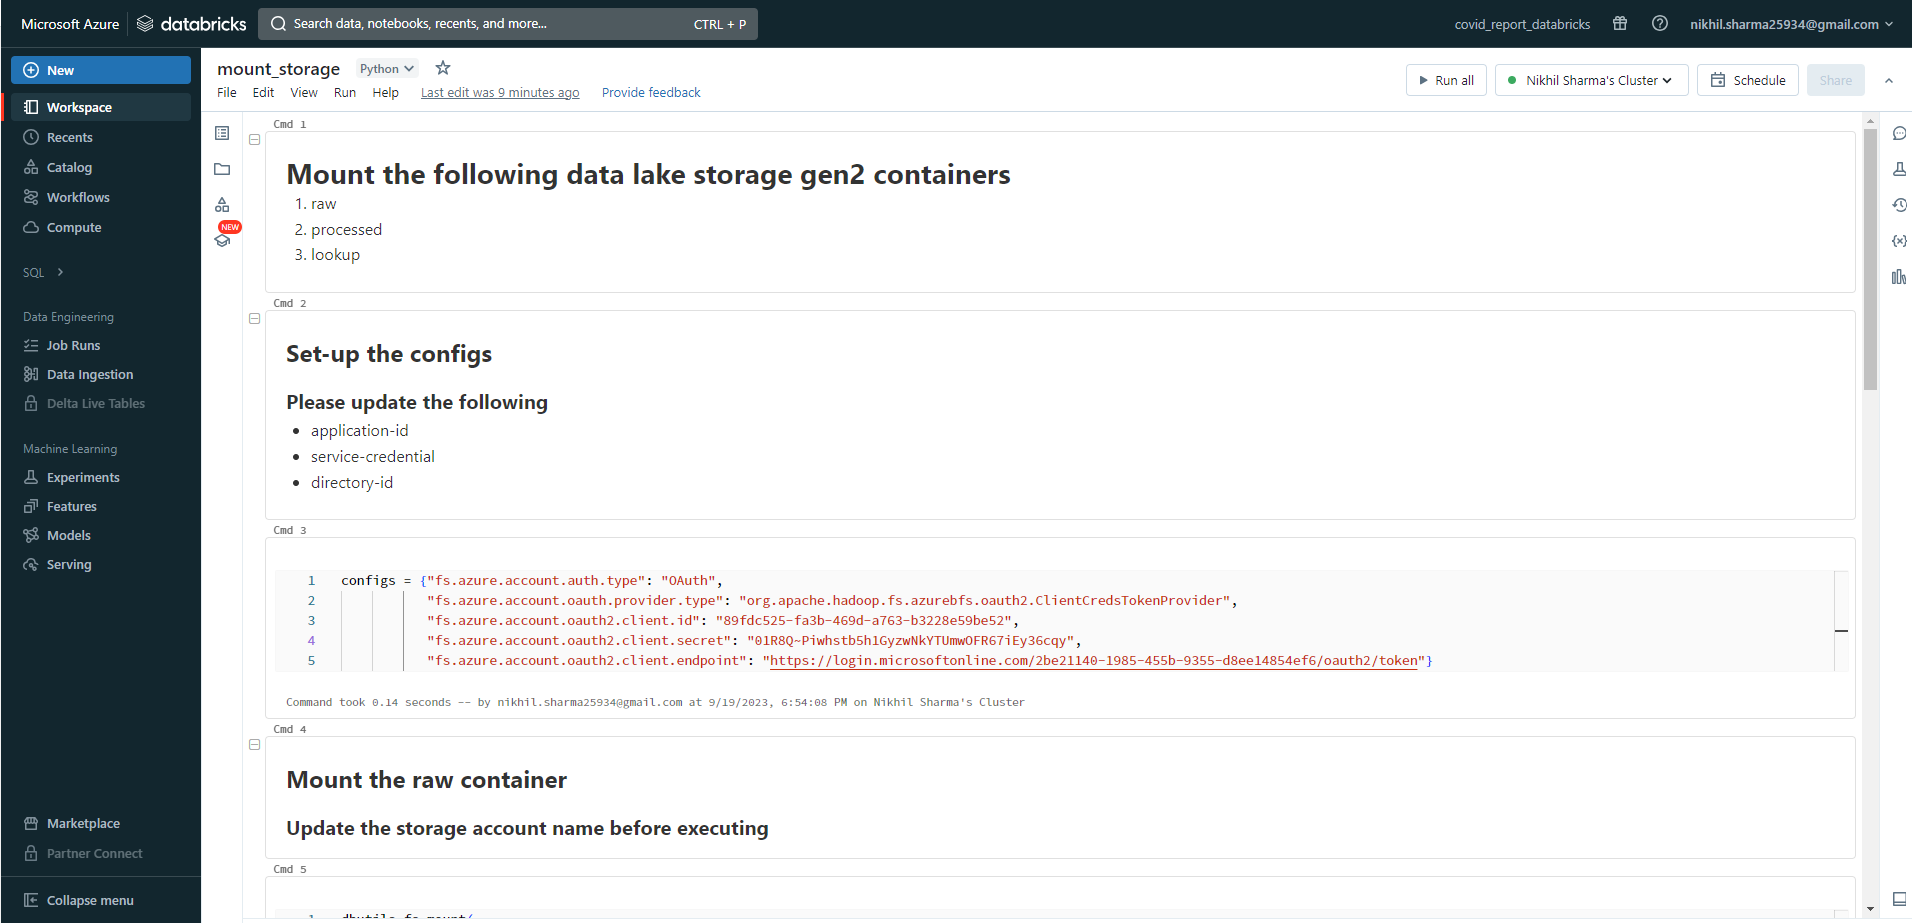 Microsoft Azure databricks Search data, notebooks, recents, and more... CTRL + P covid_report_databricks nikhil.sharma25934@gmail.com
New
Workspace
Recents
Catalog
Workflows
Compute
SQL
Data Engineering
Job Runs
Data Ingestion
Delta Live Tables
Machine Learning
Experiments
Features
Models
Serving
Marketplace
Partner Connect
Collapse menu
mount_storage Python
File Edit View Run Help Last edit was 9 minutes ago Provide feedback
Run all Nikhil Sharma's Cluster Schedule Share
NEW
Cmd 1
Mount the following data lake storage gen2 containers
1. raw
2. processed
3. lookup
Cmd 2
Set-up the configs
Please update the following
• application-id
• service-credential
• directory-id
Cmd 3
1 configs = {"fs.azure.account.auth.type": "OAuth",
2 "fs.azure.account.oauth.provider.type": "org.apache.hadoop.fs.azurebfs.oauth2.ClientCredsTokenProvider",
3 "fs.azure.account.oauth2.client.id": "89fdc525-fa3b-469d-a763-b3228e59be52",
4 "fs.azure.account.oauth2.client.secret": "01R8Q~Piwhstb5h1GyzwNkYTUmwOFR67iEy36cqy",
5 "fs.azure.account.oauth2.client.endpoint": "https://login.microsoftonline.com/2be21140-1985-455b-9355-d8ee14854ef6/oauth2/token"}
Command took 0.14 seconds -- by nikhil.sharma25934@gmail.com at 9/19/2023, 6:54:08 PM on Nikhil Sharma's Cluster
Cmd 4
Mount the raw container
Update the storage account name before executing
Cmd 5
1 dbutils.fs.mount(